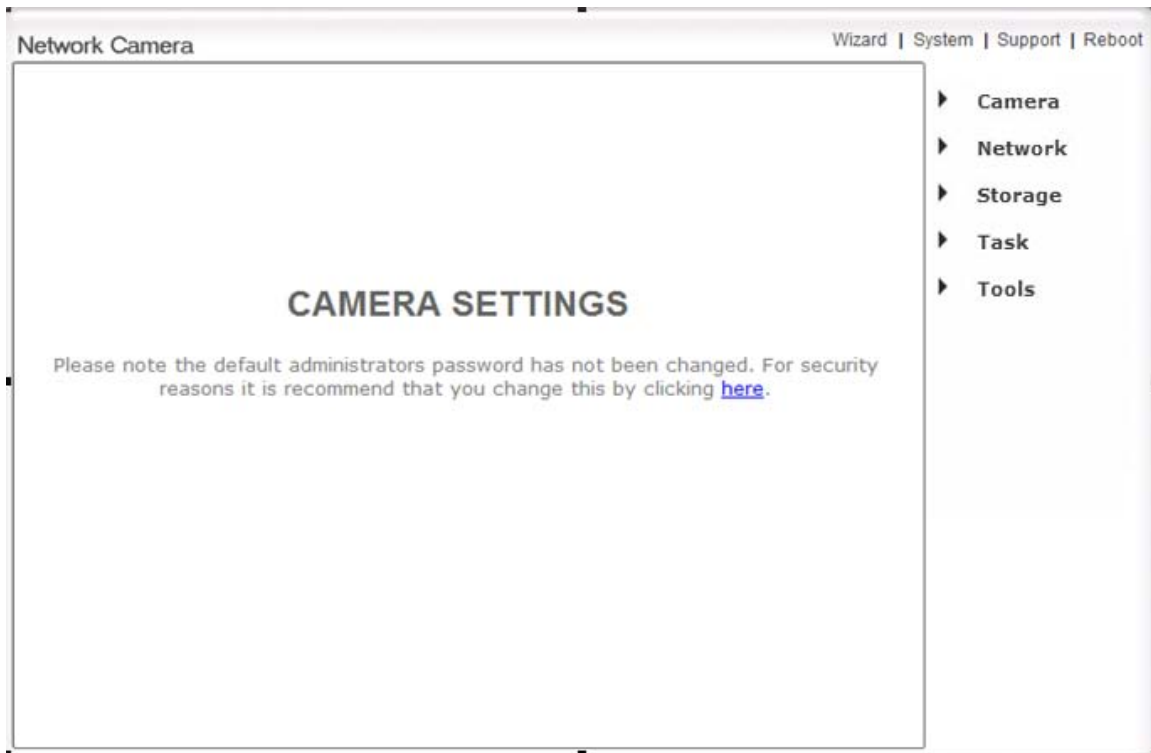 Network Camera
Wizard | System | Support | Reboot
CAMERA SETTINGS
Please note the default administrators password has not been changed. For security
reasons it is recommend that you change this by clicking here.
Camera
Network
Storage
Task
Tools